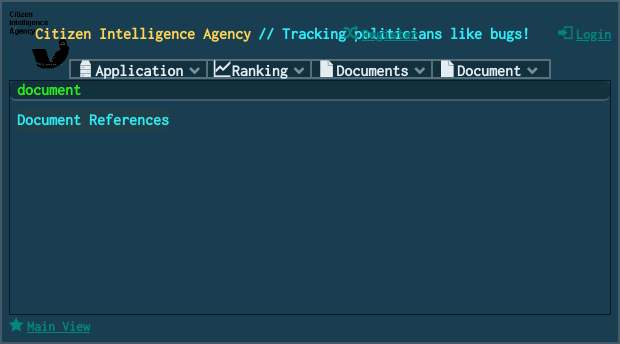 Citizen
Intelligence
Agency
Citizen Intelligence Agency // Tracking politicians like bugs!
Register
Login
Application
Ranking
Documents
Document
document
Document References
Main View